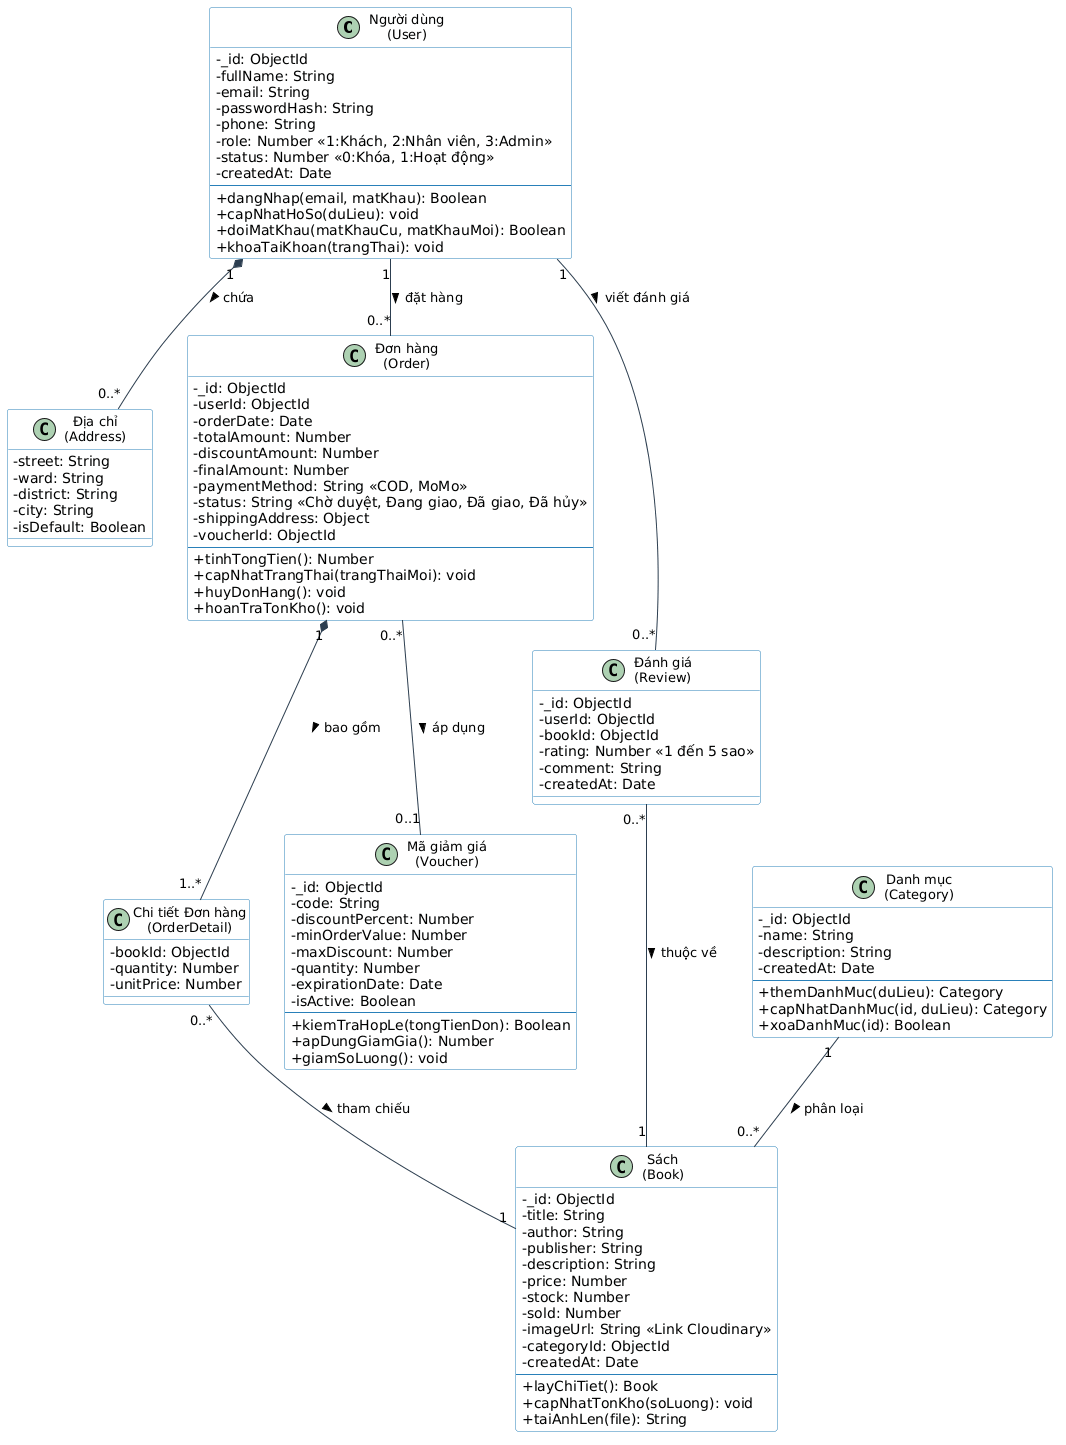 Người dùng
(User)
-_id: ObjectId
-fullName: String
-email: String
-passwordHash: String
-phone: String
-role: Number «1:Khách, 2:Nhân viên, 3:Admin»
-status: Number «0:Khóa, 1:Hoạt động»
-createdAt: Date
+dangNhap(email, matKhau): Boolean
+capNhatHoSo(duLieu): void
+doiMatKhau(matKhauCu, matKhauMoi): Boolean
+khoaTaiKhoan(trangThai): void
1
1
1
chứa
đặt hàng
viết đánh giá
0..*
0..*
0..*
Địa chỉ
(Address)
-street: String
-ward: String
-district: String
-city: String
-isDefault: Boolean
Đơn hàng
(Order)
-_id: ObjectId
-userId: ObjectId
-orderDate: Date
-totalAmount: Number
-discountAmount: Number
-finalAmount: Number
-paymentMethod: String «COD, MoMo»
-status: String «Chờ duyệt, Đang giao, Đã giao, Đã hủy»
-shippingAddress: Object
-voucherId: ObjectId
+tinhTongTien(): Number
+capNhatTrangThai(trangThaiMoi): void
+huyDonHang(): void
+hoanTraTonKho(): void
1
0..*
bao gồm
áp dụng
1..*
0..1
Đánh giá
(Review)
-_id: ObjectId
-userId: ObjectId
-bookId: ObjectId
-rating: Number «1 đến 5 sao»
-comment: String
-createdAt: Date
0..*
thuộc về
1
Chi tiết Đơn hàng
(OrderDetail)
-bookId: ObjectId
-quantity: Number
-unitPrice: Number
0..*
tham chiếu
1
Mã giảm giá
(Voucher)
-_id: ObjectId
-code: String
-discountPercent: Number
-minOrderValue: Number
-maxDiscount: Number
-quantity: Number
-expirationDate: Date
-isActive: Boolean
+kiemTraHopLe(tongTienDon): Boolean
+apDungGiamGia(): Number
+giamSoLuong(): void
Danh mục
(Category)
-_id: ObjectId
-name: String
-description: String
-createdAt: Date
+themDanhMuc(duLieu): Category
+capNhatDanhMuc(id, duLieu): Category
+xoaDanhMuc(id): Boolean
1
phân loại
0..*
Sách
(Book)
-_id: ObjectId
-title: String
-author: String
-publisher: String
-description: String
-price: Number
-stock: Number
-sold: Number
-imageUrl: String «Link Cloudinary»
-categoryId: ObjectId
-createdAt: Date
+layChiTiet(): Book
+capNhatTonKho(soLuong): void
+taiAnhLen(file): String